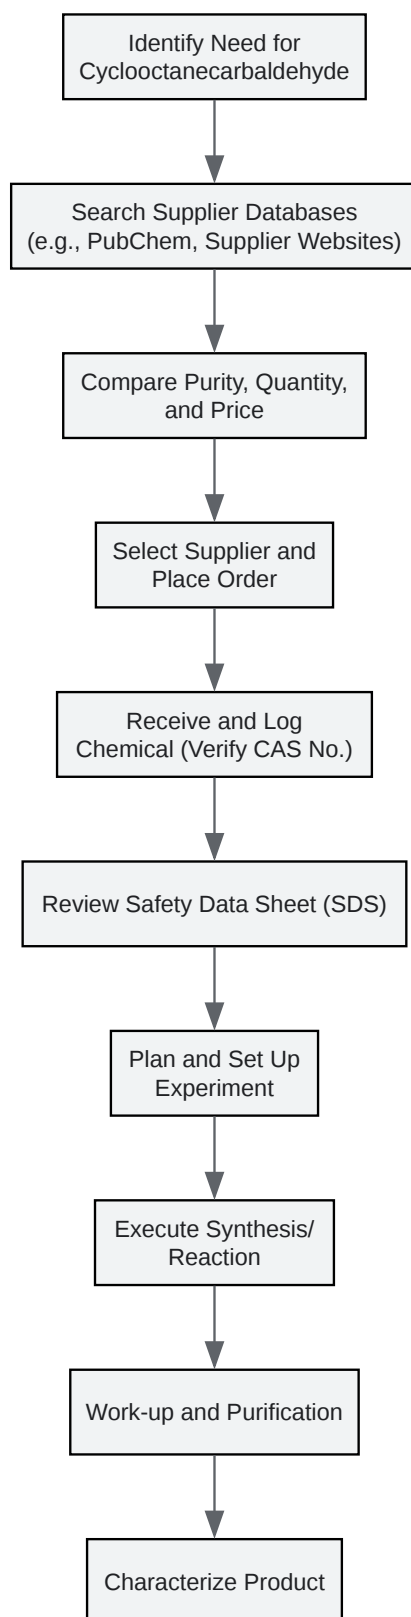 Identify Need for
Cyclooctanecarbaldehyde
Search Supplier Databases
(e.g., PubChem, Supplier Websites)
Compare Purity, Quantity,
and Price
Select Supplier and
Place Order
Receive and Log
Chemical (Verify CAS No.)
Review Safety Data Sheet (SDS)
Plan and Set Up
Experiment
Execute Synthesis/
Reaction
Work-up and Purification
Characterize Product